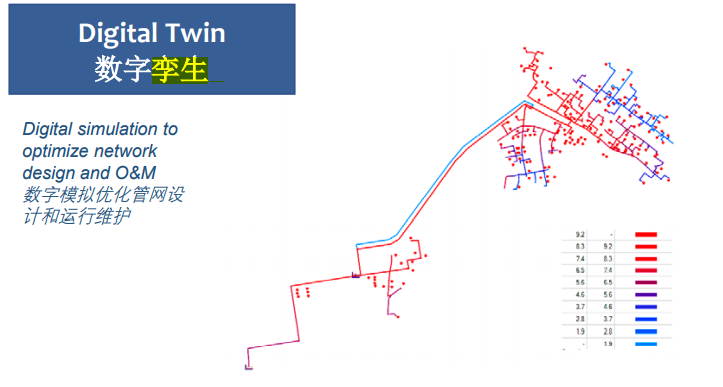 Digital Twin
数字孪生
Digital simulation to
optimize network
design and O&M
数字模拟优化管网设
计和运行维护
9.2 -
8.3 9.2
7.4 8.3
6.5 7.4
5.6 6.5
4.6 5.6
3.7 4.6
2.8 3.7
1.9 2.8
- 1.9